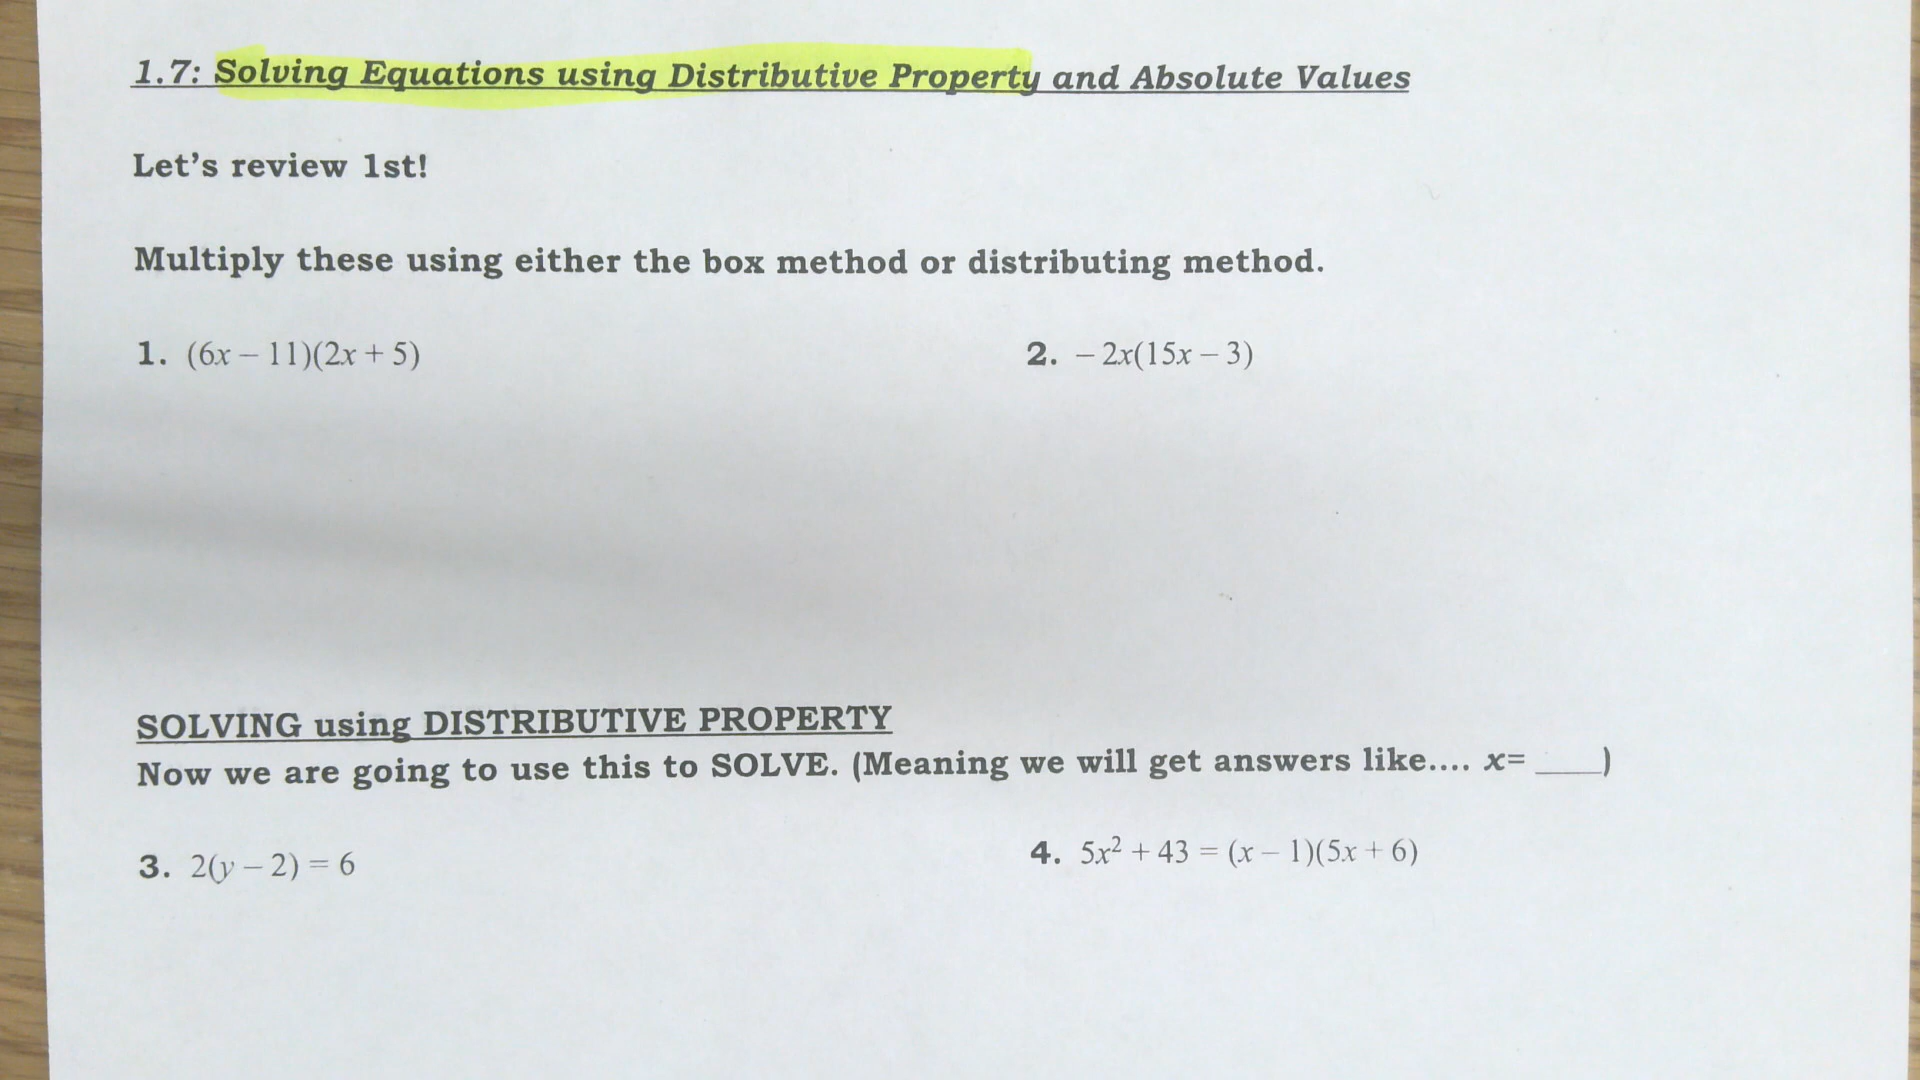 1.7: Solving Equations using Distributive Property and Absolute Values
Let's review 1st!
Multiply these using either the box method or distributing method.
1. (6x – 11)(2x + 5)
2. – 2x(15x – 3)
SOLVING using DISTRIBUTIVE PROPERTY
Now we are going to use this to SOLVE. (Meaning we will get answers like.... x= ____)
3. 2(y – 2) = 6
4. 5x² + 43 = (x – 1)(5x + 6)